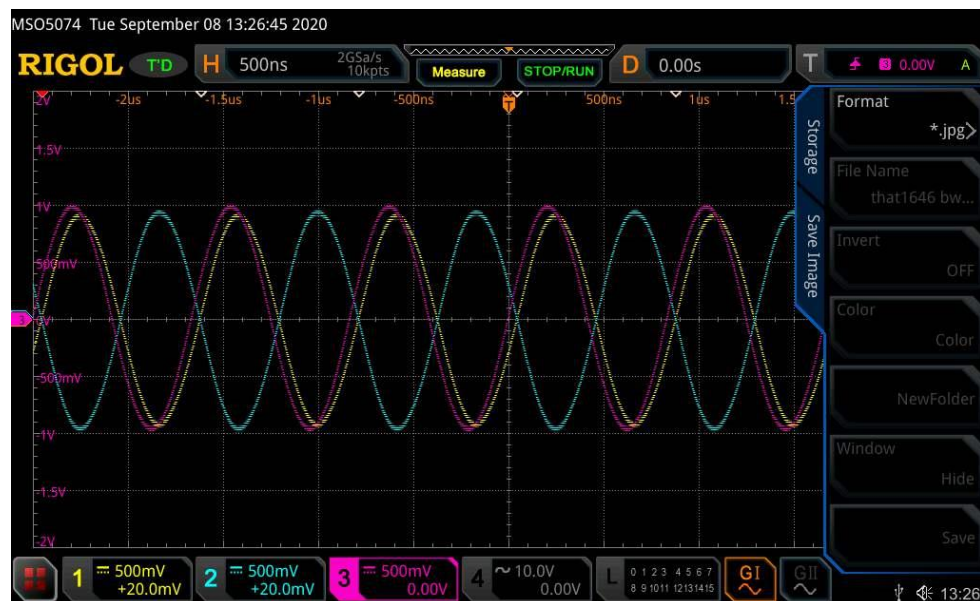 MSO5074 Tue September 08 13:26:45 2020
RIGOL T'D H 500ns 2GSa/s 10kpts Measure STOP/RUN D 0.00s T 3 0.00V A
2V -2us -1.5us -1us -500ns T 500ns 1us 1.5
1.5V
1V
500mV
3 0V
-500mV
-1V
-1.5V
-2V
Storage
Save Image
Format
*.jpg>
File Name
that1646 bw...
Invert
OFF
Color
Color
NewFolder
Window
Hide
Save
1 500mV +20.0mV
2 500mV +20.0mV
3 500mV 0.00V
4 10.0V 0.00V
L 0 1 2 3 4 5 6 7
8 9 10 11 12 13 14 15
GI
GII
13:26